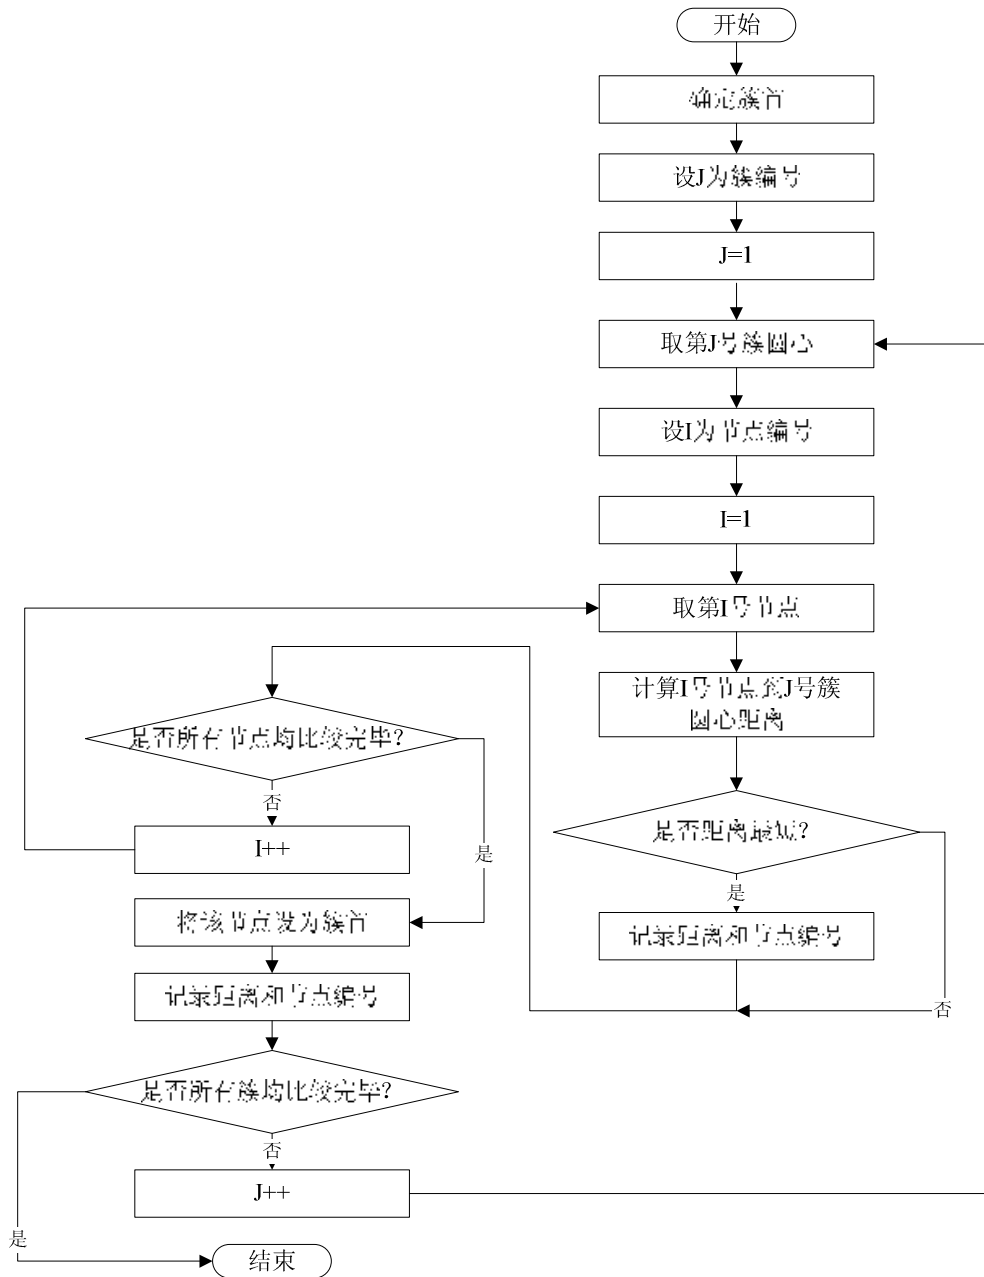 开始
确定簇首
设J为簇编号
J=1
取第J号簇圆心
设I为节点编号
I=1
取第I号节点
计算I号节点到J号簇
圆心距离
是否距离最短?
是
否
记录距离和节点编号
是否所有节点均比较完毕?
否
是
I++
将该节点设为簇首
记录距离和节点编号
是否所有簇均比较完毕?
否
是
J++
结束